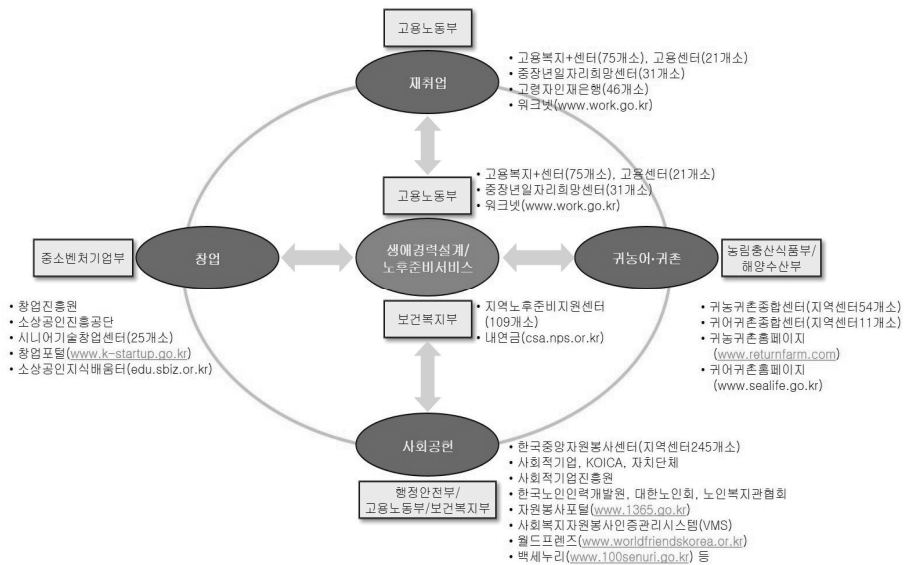 고용노동부
재취업
• 고용복지+센터(75개소), 고용센터(21개소)
• 중장년일자리희망센터(31개소)
• 고령자인재은행(46개소)
• 워크넷(www.work.go.kr)
고용노동부
• 고용복지+센터(75개소), 고용센터(21개소)
• 중장년일자리희망센터(31개소)
• 워크넷(www.work.go.kr)
중소벤처기업부
창업
생애경력설계/
노후준비서비스
귀농어·귀촌
농림축산식품부/
해양수산부
• 창업진흥원
• 소상공인진흥공단
• 시니어기술창업센터(25개소)
• 창업포털(www.k-startup.go.kr)
• 소상공인지식배움터(edu.sbiz.or.kr)
보건복지부
• 지역노후준비지원센터
(109개소)
• 내연금(csa.nps.or.kr)
• 귀농귀촌종합센터(지역센터54개소)
• 귀어귀촌종합센터(지역센터11개소)
• 귀농귀촌홈페이지
(www.returnfarm.com)
• 귀어귀촌홈페이지
(www.sealife.go.kr)
사회공헌
행정안전부/
고용노동부/보건복지부
• 한국중앙자원봉사센터(지역센터245개소)
• 사회적기업, KOICA, 자치단체
• 사회적기업진흥원
• 한국노인인력개발원, 대한노인회, 노인복지관협회
• 자원봉사포털(www.1365.go.kr)
• 사회복지자원봉사인증관리시스템(VMS)
• 월드프렌즈(www.worldfriendskorea.or.kr)
• 백세누리(www.100senuri.go.kr) 등